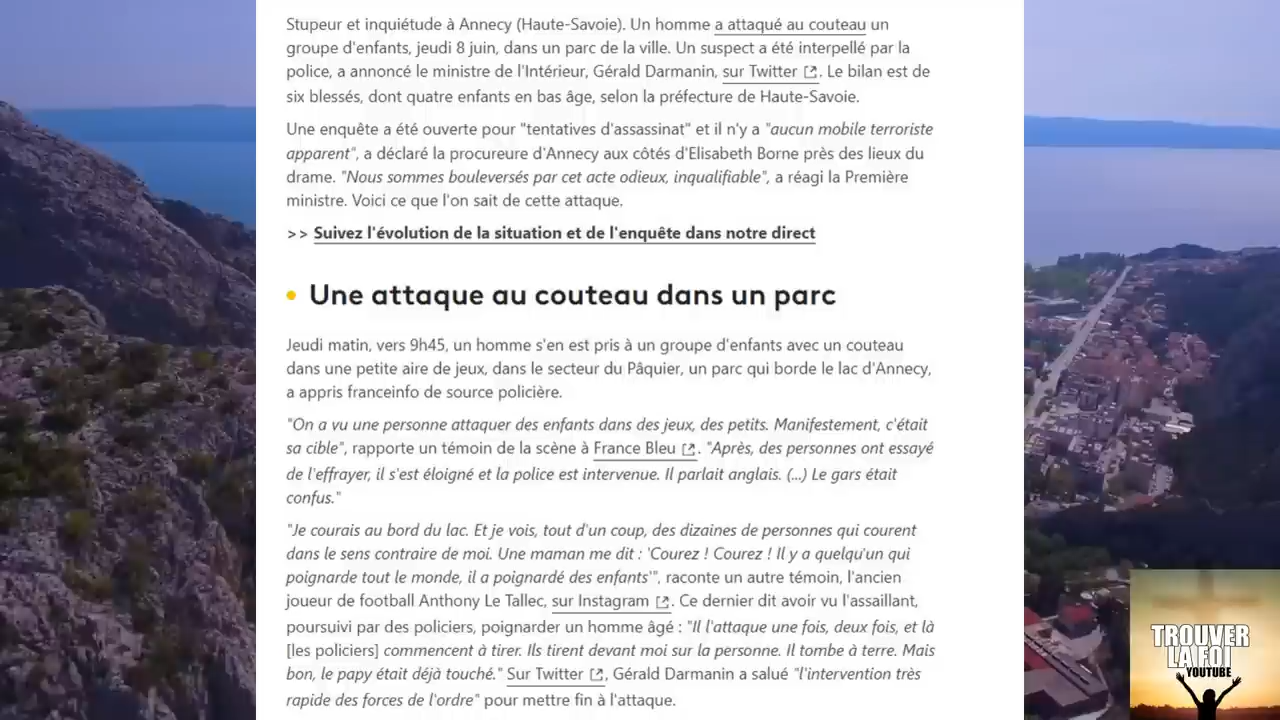 Stupeur et inquiétude à Annecy (Haute-Savoie). Un homme a attaqué au couteau un
groupe d'enfants, jeudi 8 juin, dans un parc de la ville. Un suspect a été interpellé par la
police, a annoncé le ministre de l'Intérieur, Gérald Darmanin, sur Twitter. Le bilan est de
six blessés, dont quatre enfants en bas âge, selon la préfecture de Haute-Savoie.
Une enquête a été ouverte pour "tentatives d'assassinat" et il n'y a "aucun mobile terroriste
apparent", a déclaré la procureure d'Annecy aux côtés d'Elisabeth Borne près des lieux du
drame. "Nous sommes bouleversés par cet acte odieux, inqualifiable", a réagi la Première
ministre. Voici ce que l'on sait de cette attaque.
>> Suivez l'évolution de la situation et de l'enquête dans notre direct
• Une attaque au couteau dans un parc
Jeudi matin, vers 9h45, un homme s'en est pris à un groupe d'enfants avec un couteau
dans une petite aire de jeux, dans le secteur du Pâquier, un parc qui borde le lac d'Annecy,
a appris franceinfo de source policière.
"On a vu une personne attaquer des enfants dans des jeux, des petits. Manifestement, c'était
sa cible", rapporte un témoin de la scène à France Bleu. "Après, des personnes ont essayé
de l'effrayer, il s'est éloigné et la police est intervenue. Il parlait anglais. (...) Le gars était
confus."
"Je courais au bord du lac. Et je vois, tout d'un coup, des dizaines de personnes qui courent
dans le sens contraire de moi. Une maman me dit : 'Courez ! Courez ! Il y a quelqu'un qui
poignarde tout le monde, il a poignardé des enfants'", raconte un autre témoin, l'ancien
joueur de football Anthony Le Tallec, sur Instagram. Ce dernier dit avoir vu l'assaillant,
poursuivi par des policiers, poignarder un homme âgé : "Il l'attaque une fois, deux fois, et là
[les policiers] commencent à tirer. Ils tirent devant moi sur la personne. Il tombe à terre. Mais
bon, le papy était déjà touché." Sur Twitter, Gérald Darmanin a salué "l'intervention très
rapide des forces de l'ordre" pour mettre fin à l'attaque.
TROUVER
LA FOI
YOUTUBE